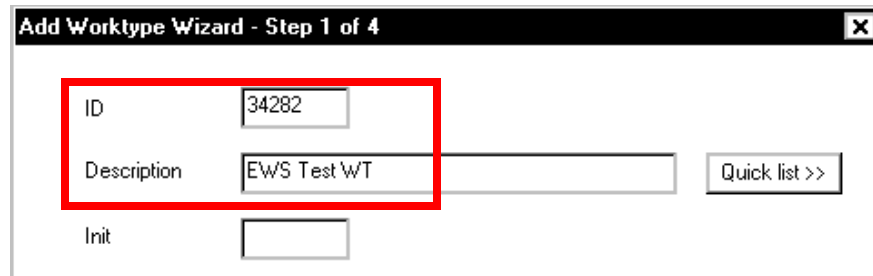 Add Worktype Wizard - Step 1 of 4
ID 34282
Description EWS Test WT Quick list >>
Init